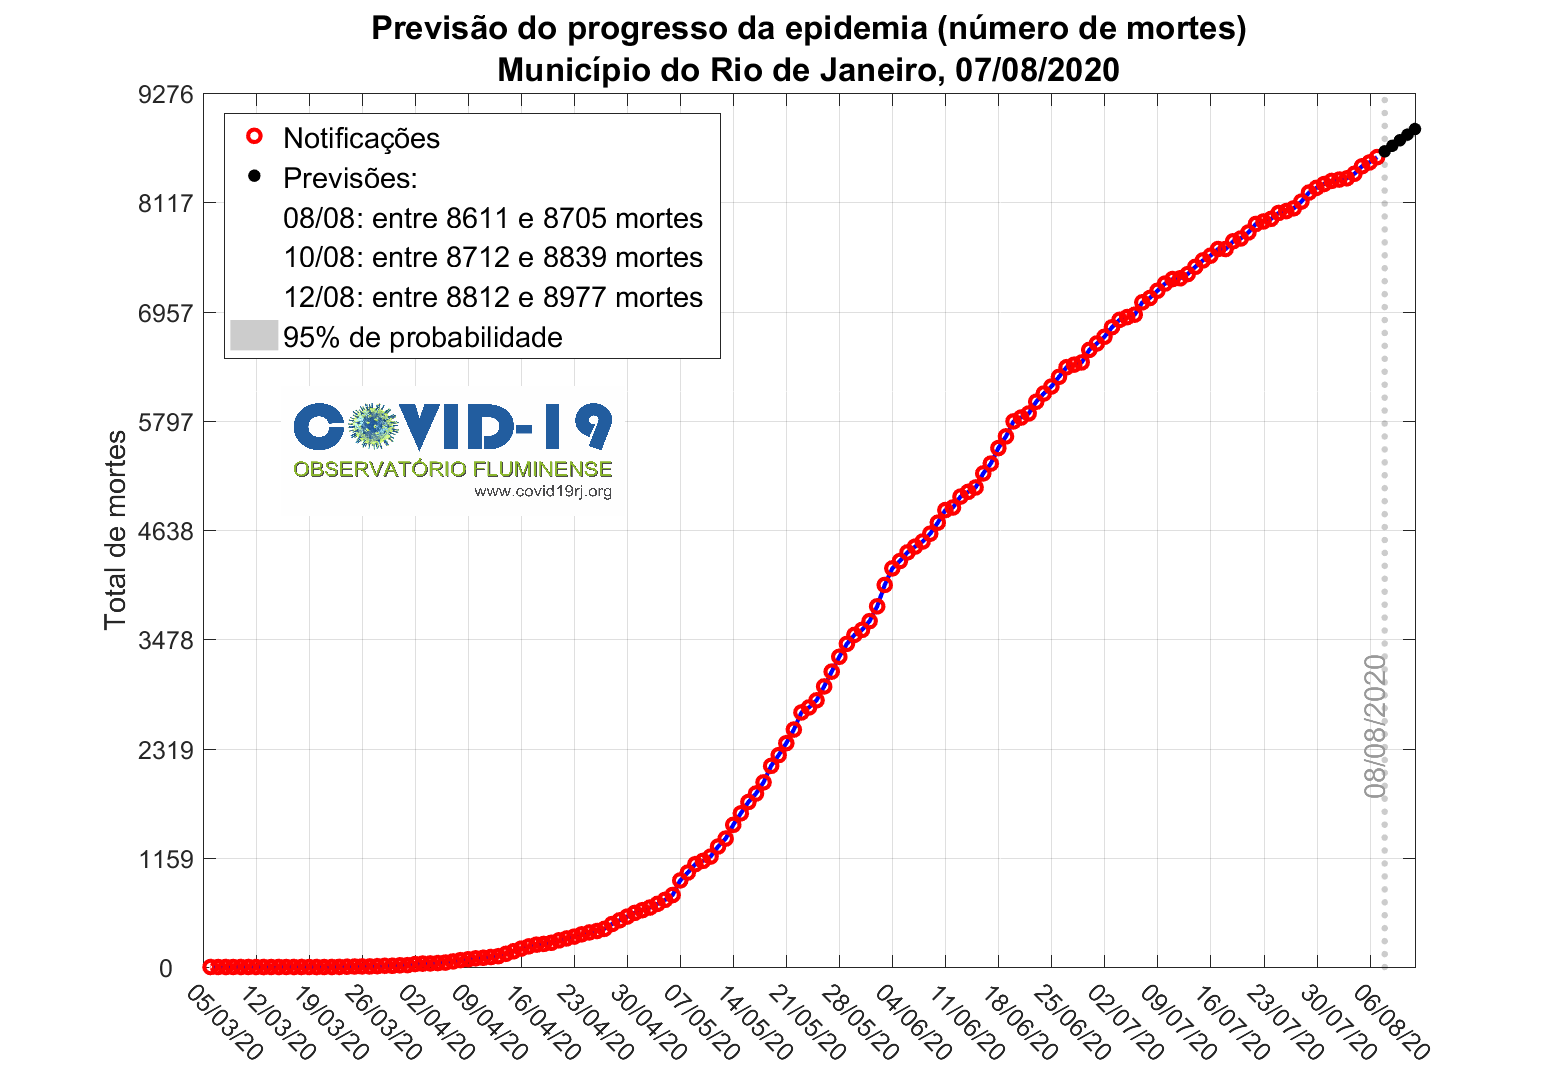 Previsão do progresso da epidemia (número de mortes)
Município do Rio de Janeiro, 07/08/2020
9276
8117
6957
5797
4638
3478
2319
1159
0
Total de mortes
Notificações
Previsões:
08/08: entre 8611 e 8705 mortes
10/08: entre 8712 e 8839 mortes
12/08: entre 8812 e 8977 mortes
95% de probabilidade
COVID-19
OBSERVATÓRIO FLUMINENSE
www.covid19rj.org
08/08/2020
05/03/20
12/03/20
19/03/20
26/03/20
02/04/20
09/04/20
16/04/20
23/04/20
30/04/20
07/05/20
14/05/20
21/05/20
28/05/20
04/06/20
11/06/20
18/06/20
25/06/20
02/07/20
09/07/20
16/07/20
23/07/20
30/07/20
06/08/20